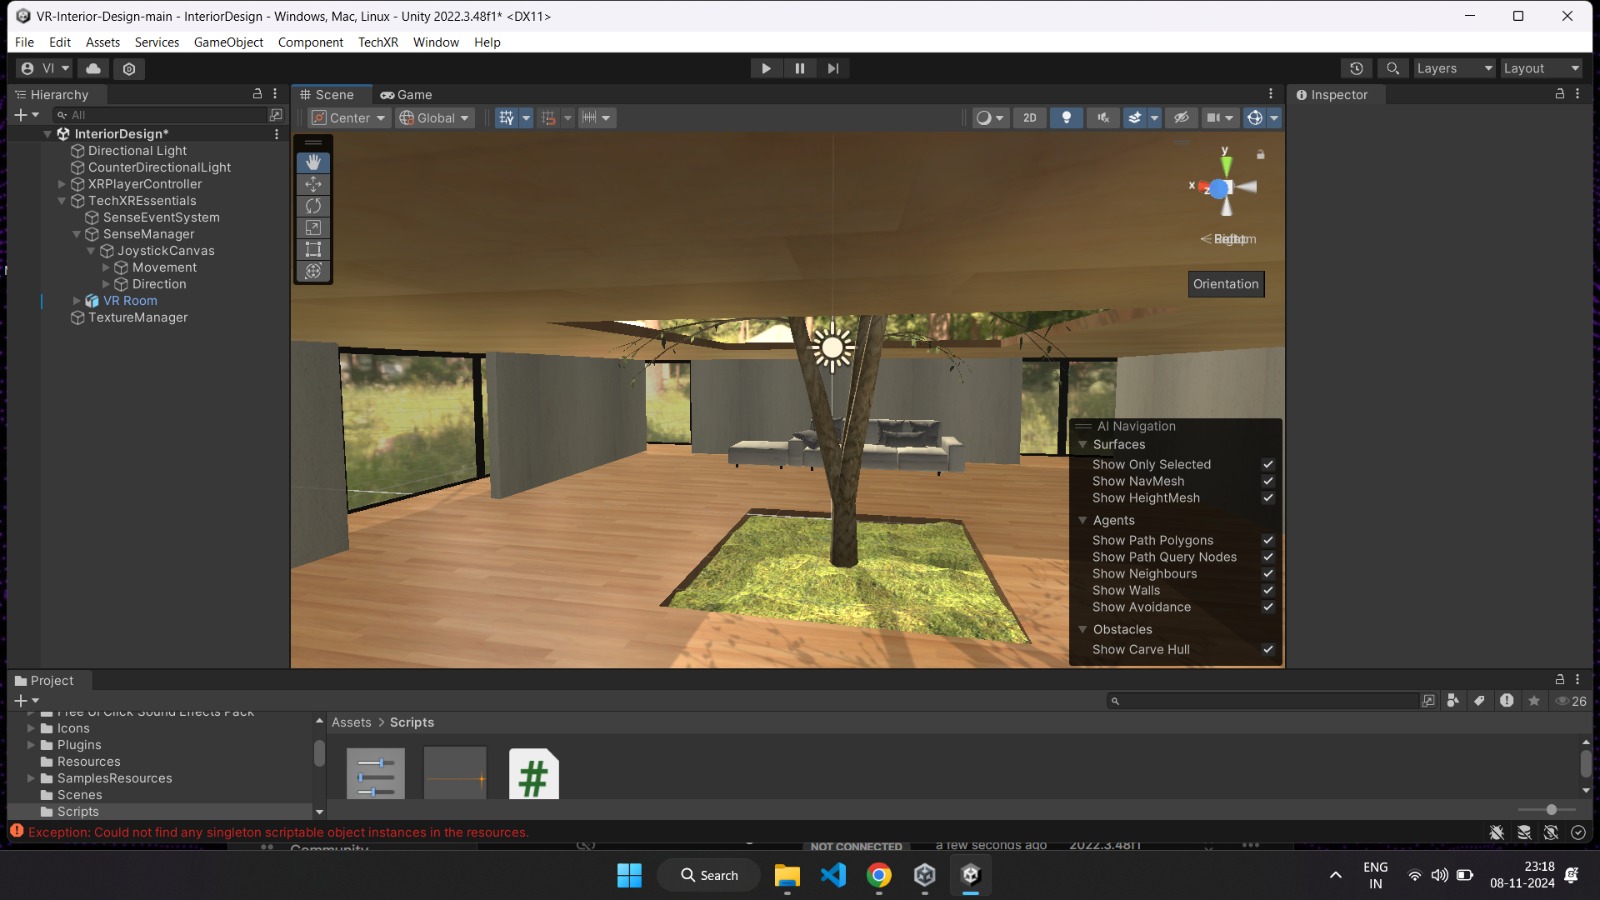 VR-Interior-Design-main - InteriorDesign - Windows, Mac, Linux - Unity 2022.3.48f1* <DX11>
File Edit Assets Services GameObject Component TechXR Window Help
VI
Layers Layout
Hierarchy
Scene Game
Inspector
All
Center Global 2D
InteriorDesign*
Directional Light
CounterDirectionalLight
XRPlayerController
TechXREssentials
SenseEventSystem
SenseManager
JoystickCanvas
Movement
Direction
VR Room
TextureManager
y
x
z
Orientation
AI Navigation
Surfaces
Show Only Selected
Show NavMesh
Show HeightMesh
Agents
Show Path Polygons
Show Path Query Nodes
Show Neighbours
Show Walls
Show Avoidance
Obstacles
Show Carve Hull
Project
26
Free UI Click Sound Effects Pack
Icons
Plugins
Resources
SamplesResources
Scenes
Scripts
Assets > Scripts
#
Exception: Could not find any singleton scriptable object instances in the resources.
Community
NOT CONNECTED
a few seconds ago
2022.3.48f1
Search
ENG
IN
23:18
08-11-2024